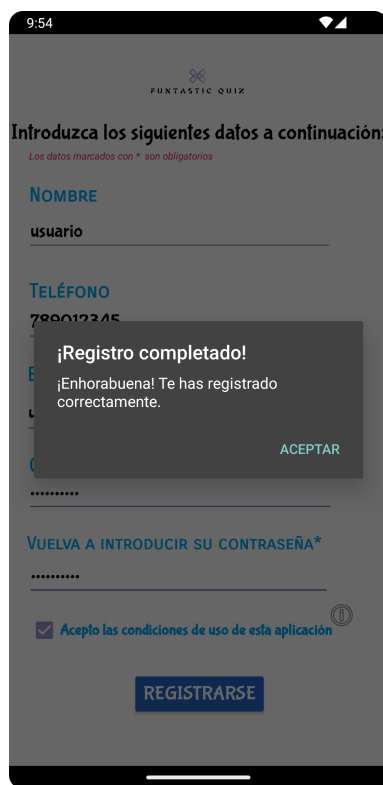 9:54
FUNTASTIC QUIZ
Introduzca los siguientes datos a continuación:
Los datos marcados con * son obligatorios
NOMBRE
usuario
TELÉFONO
789012345
¡Registro completado!
¡Enhorabuena! Te has registrado
correctamente.
ACEPTAR
••••••••••
VUELVA A INTRODUCIR SU CONTRASEÑA*
••••••••••
Acepto las condiciones de uso de esta aplicación
REGISTRARSE